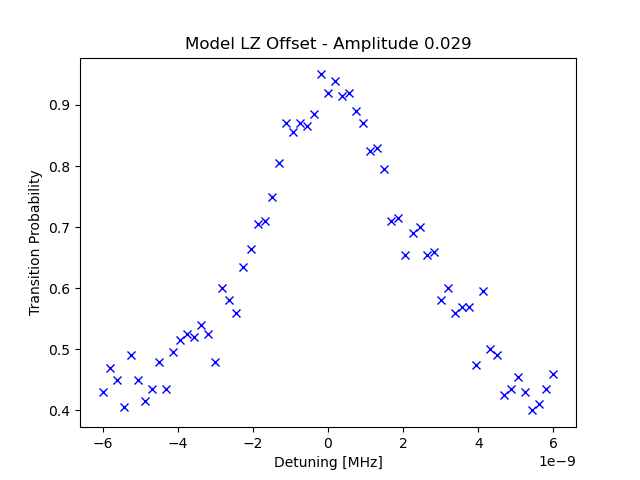 Model LZ Offset - Amplitude 0.029
Transition Probability
0.9
0.8
0.7
0.6
0.5
0.4
−6 −4 −2 0 2 4 6
1e−9
Detuning [MHz]